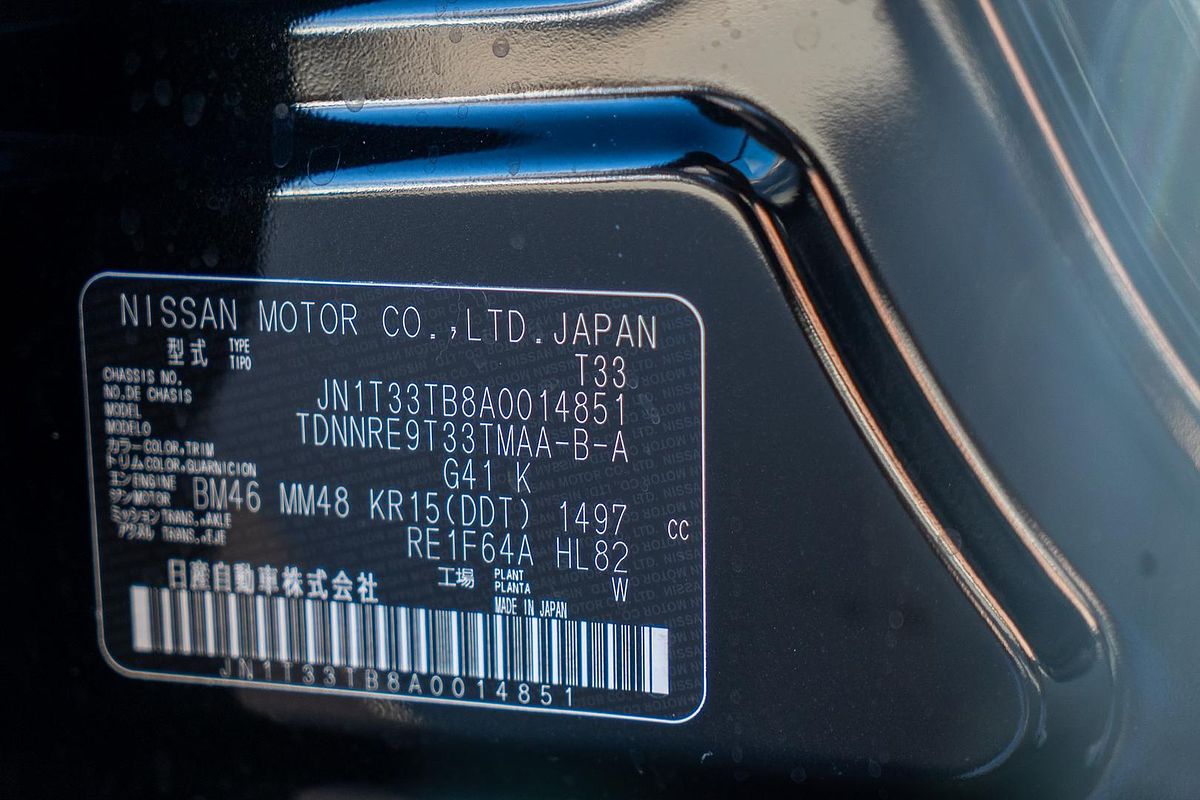 NISSAN MOTOR CO.,LTD.JAPAN
型式 TYPE TIPO T33
CHASSIS NO.
NO.DE CHASIS JN1T33TB8A0014851
MODEL
MODELO TDNNRE9T33TMAA-B-A
カラー COLOR,TRIM
トリム COLOR,GUARNICION G41 K
エンジン ENGINE MOTOR BM46 MM48 KR15(DDT) 1497 cc
ミッション TRANS.,AXLE
アクスル TRANS.,EJE RE1F64A HL82
工場 PLANT PLANTA W
日産自動車株式会社 MADE IN JAPAN
JN1T33TB8A0014851